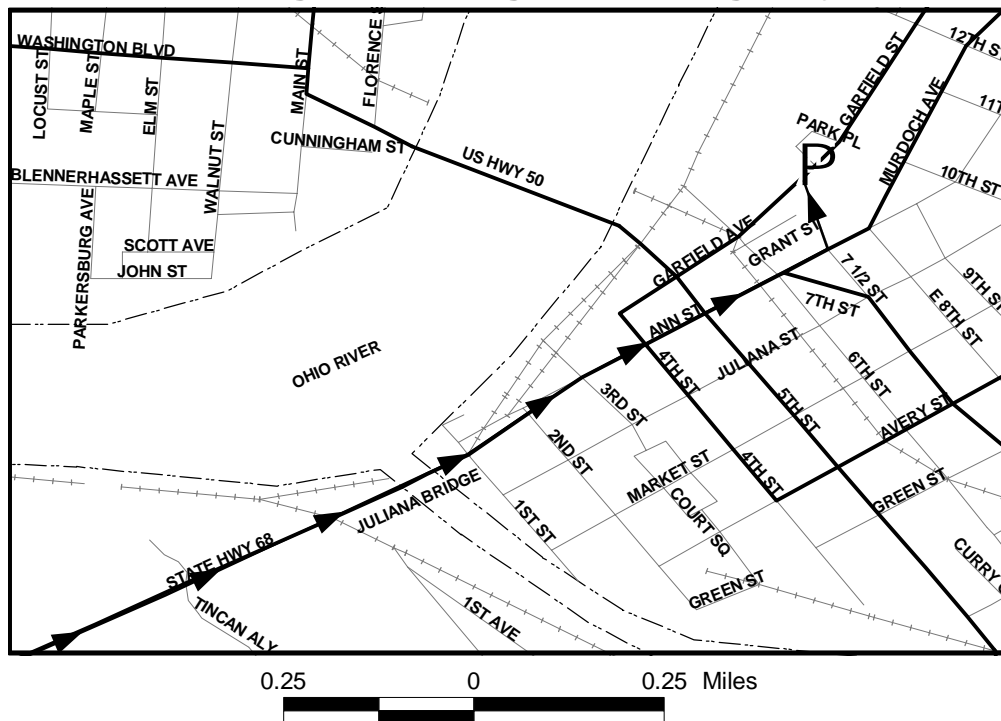 WASHINGTON BLVD
LOCUST ST
MAPLE ST
ELM ST
WALNUT ST
MAIN ST
FLORENCE
CUNNINGHAM ST
BLENNERHASSETT AVE
PARKERSBURG AVE
SCOTT AVE
JOHN ST
OHIO RIVER
US HWY 50
GARFIELD ST
12TH S
11T
MURDOCH AVE
PARK PL
P
10TH ST
GARFIELD AVE
GRANT ST
7 1/2 ST
9TH S
E 8TH ST
7TH ST
ANN ST
JULIANA ST
4TH ST
6TH ST
5TH ST
AVERY ST
3RD ST
2ND ST
MARKET ST
4TH ST
COURT SQ
GREEN ST
1ST ST
GREEN ST
CURRY
JULIANA BRIDGE
STATE HWY 68
TINCAN ALY
1ST AVE
0.25 0 0.25 Miles